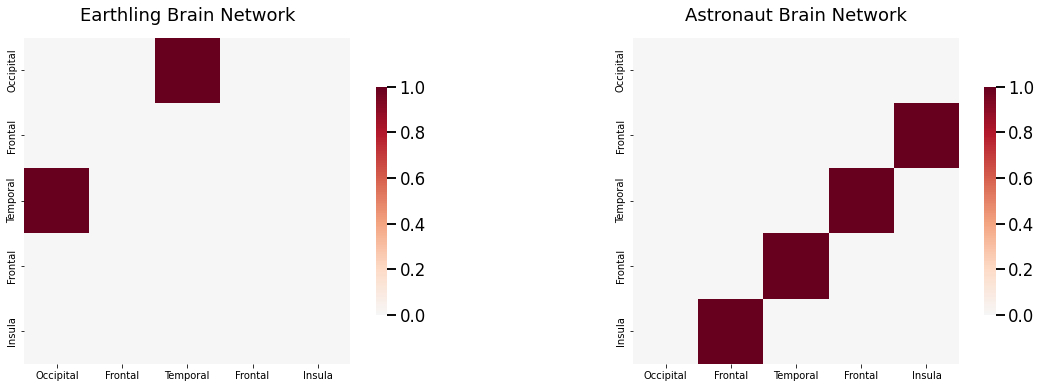 Earthling Brain Network
Occipital
Frontal
Temporal
Frontal
Insula
Occipital Frontal Temporal Frontal Insula
1.0
0.8
0.6
0.4
0.2
0.0
Astronaut Brain Network
Occipital
Frontal
Temporal
Frontal
Insula
Occipital Frontal Temporal Frontal Insula
1.0
0.8
0.6
0.4
0.2
0.0